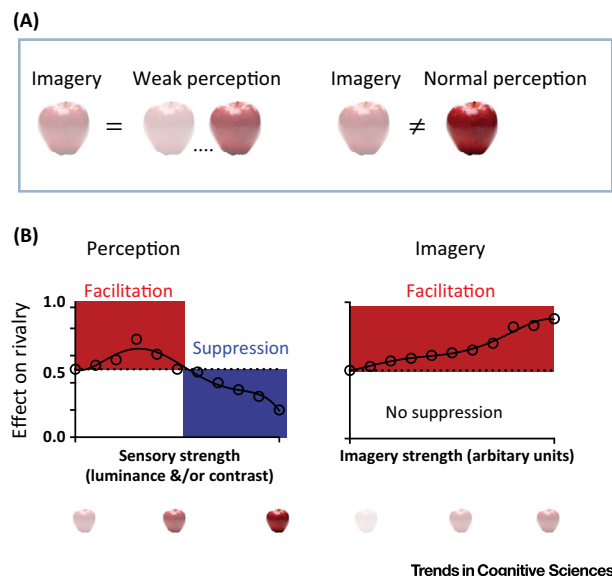 (A)
Imagery Weak perception Imagery Normal perception
= .... ≠
(B)
Perception Imagery
1.0 Facilitation Facilitation
Suppression
0.5
No suppression
0.0
Effect on rivalry
Sensory strength Imagery strength (arbitary units)
(luminance &/or contrast)
Trends in Cognitive Sciences